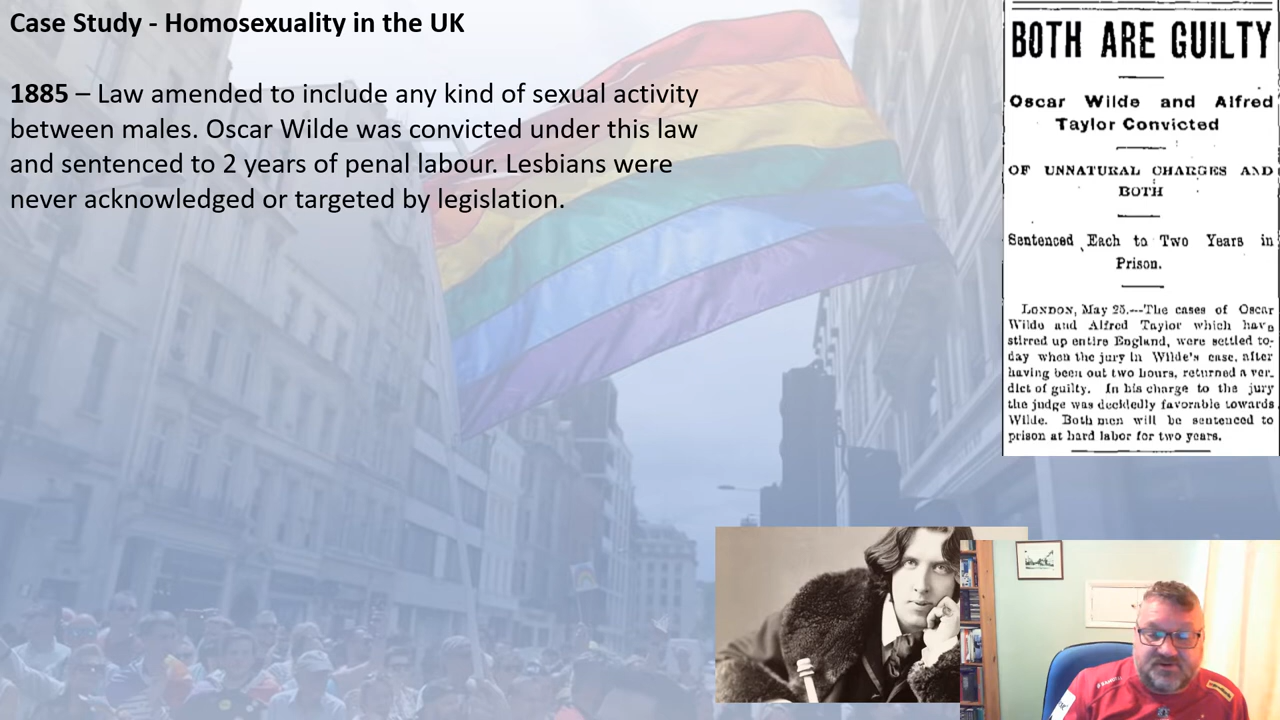 Case Study - Homosexuality in the UK
1885 – Law amended to include any kind of sexual activity
between males. Oscar Wilde was convicted under this law
and sentenced to 2 years of penal labour. Lesbians were
never acknowledged or targeted by legislation.
BOTH ARE GUILTY
Oscar Wilde and Alfred
Taylor Convicted
OF UNNATURAL CHARGES AND
BOTH
Sentenced Each to Two Years in
Prison.
LONDON, May 25.—The cases of Oscar
Wilde and Alfred Taylor which have
stirred up entire England, were settled to-
day when the jury in Wilde's case, after
having been out two hours, returned a ver-
dict of guilty. In his charge to the jury
the judge was decidedly favorable towards
Wilde. Both men will be sentenced to
prison at hard labor for two years.